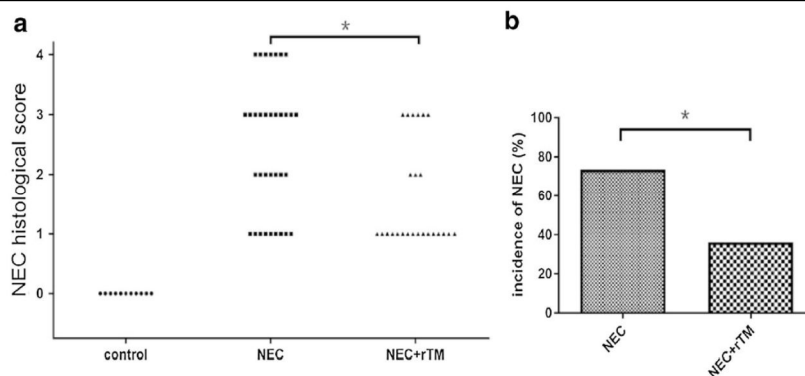 a
NEC histological score
4
3
2
1
0
*
control
NEC
NEC+rTM
b
incidence of NEC (%)
100
80
60
40
20
0
*
NEC
NEC+rTM